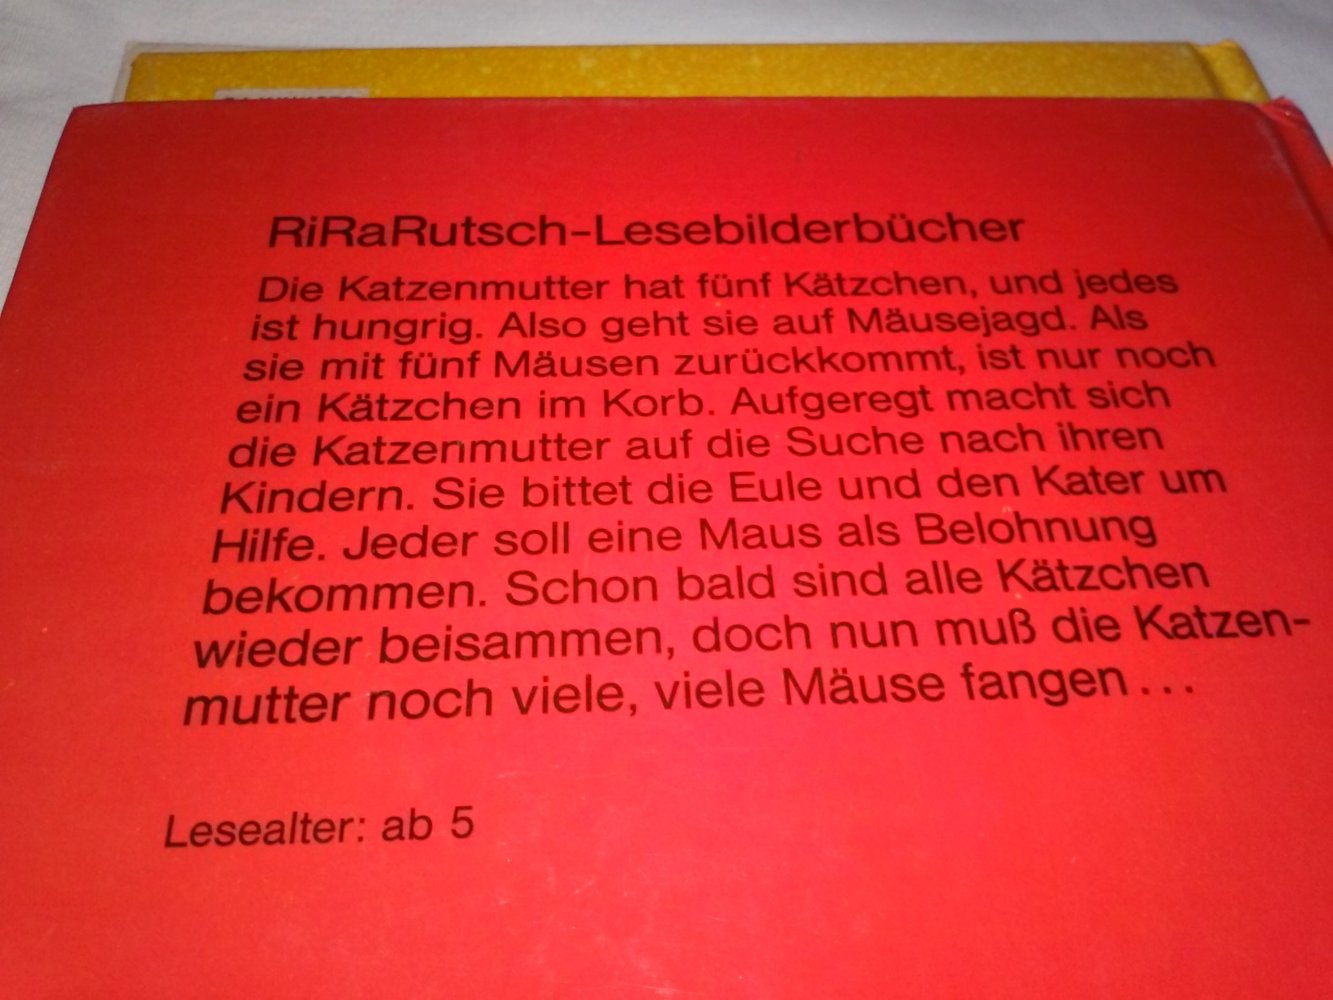 RiRaRutsch-Lesebilderbücher
Die Katzenmutter hat fünf Kätzchen, und jedes
ist hungrig. Also geht sie auf Mäusejagd. Als
sie mit fünf Mäusen zurückkommt, ist nur noch
ein Kätzchen im Korb. Aufgeregt macht sich
die Katzenmutter auf die Suche nach ihren
Kindern. Sie bittet die Eule und den Kater um
Hilfe. Jeder soll eine Maus als Belohnung
bekommen. Schon bald sind alle Kätzchen
wieder beisammen, doch nun muß die Katzen-
mutter noch viele, viele Mäuse fangen...
Lesealter: ab 5